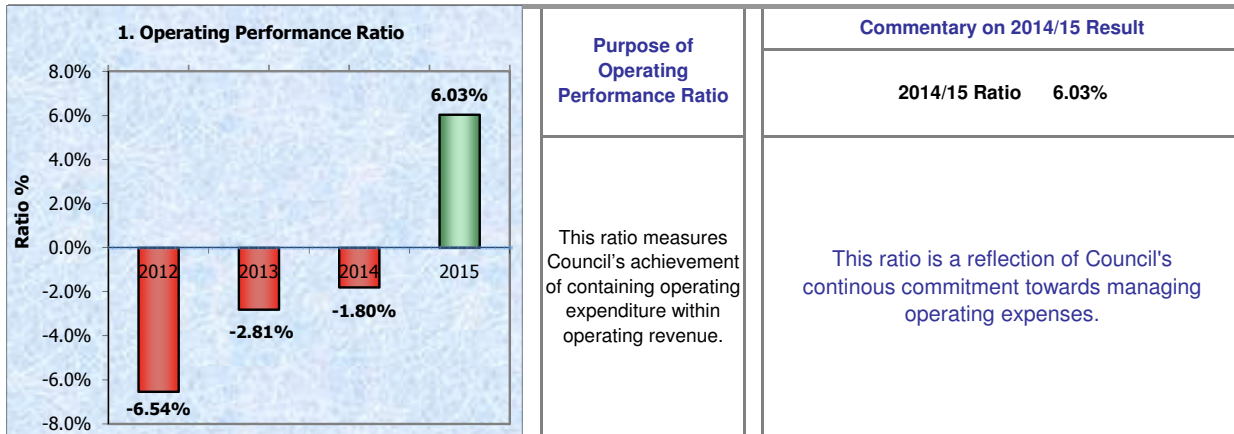 1. Operating Performance Ratio
Ratio %
8.0%
6.0%
4.0%
2.0%
0.0%
-2.0%
-4.0%
-6.0%
-8.0%
2012
2013
2014
2015
-6.54%
-2.81%
-1.80%
6.03%
Purpose of
Operating
Performance Ratio
This ratio measures
Council's achievement
of containing operating
expenditure within
operating revenue.
Commentary on 2014/15 Result
2014/15 Ratio 6.03%
This ratio is a reflection of Council's
continous commitment towards managing
operating expenses.